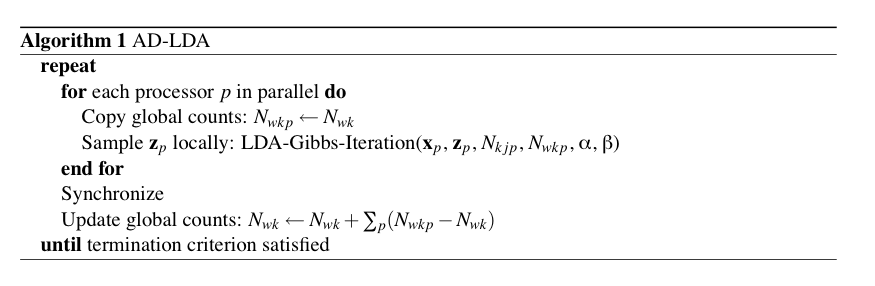 Algorithm 1 AD-LDA
repeat
for each processor p in parallel do
Copy global counts: N_{wkp} ← N_{wk}
Sample z_p locally: LDA-Gibbs-Iteration(x_p, z_p, N_{kjp}, N_{wkp}, α, β)
end for
Synchronize
Update global counts: N_{wk} ← N_{wk} + ∑_p(N_{wkp} − N_{wk})
until termination criterion satisfied